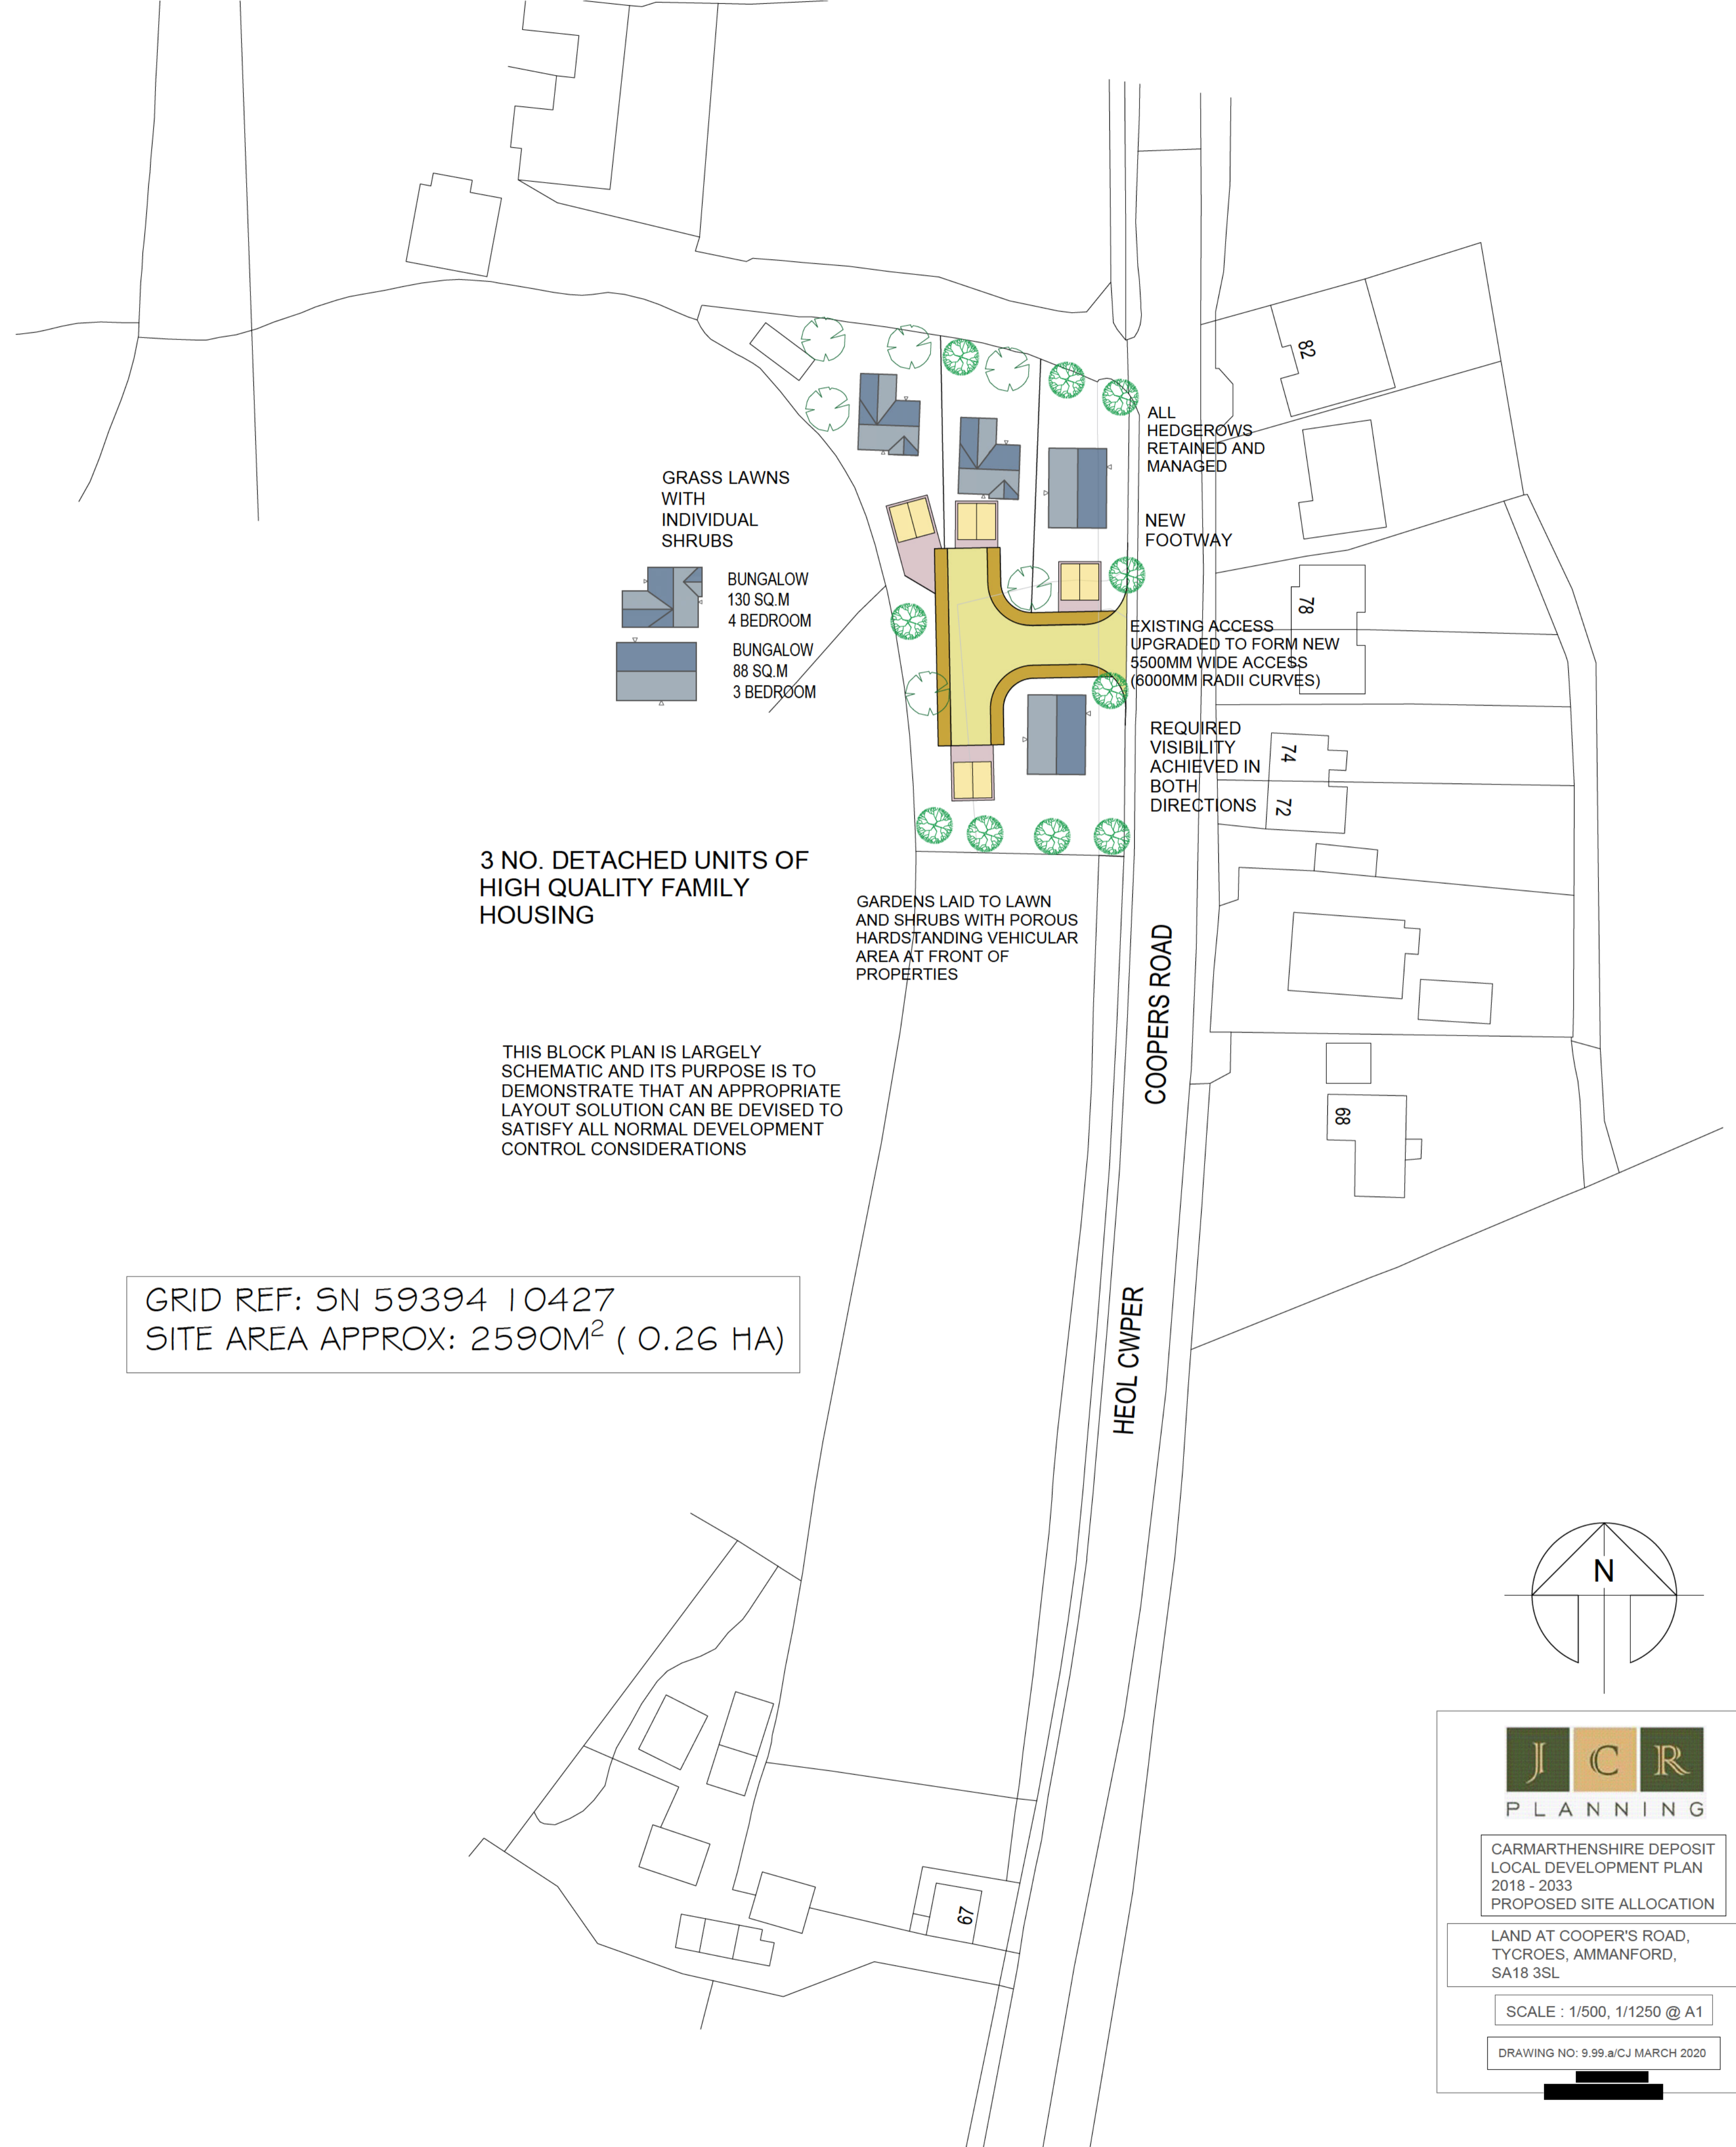 82
ALL
HEDGEROWS
RETAINED AND
MANAGED
GRASS LAWNS
WITH
INDIVIDUAL
SHRUBS
NEW
FOOTWAY
BUNGALOW
130 SQ.M
4 BEDROOM
BUNGALOW
88 SQ.M
3 BEDROOM
78
EXISTING ACCESS
UPGRADED TO FORM NEW
5500MM WIDE ACCESS
(6000MM RADII CURVES)
REQUIRED
VISIBILITY
ACHIEVED IN
BOTH
DIRECTIONS
74
72
3 NO. DETACHED UNITS OF
HIGH QUALITY FAMILY
HOUSING
GARDENS LAID TO LAWN
AND SHRUBS WITH POROUS
HARDSTANDING VEHICULAR
AREA AT FRONT OF
PROPERTIES
COOPERS ROAD
THIS BLOCK PLAN IS LARGELY
SCHEMATIC AND ITS PURPOSE IS TO
DEMONSTRATE THAT AN APPROPRIATE
LAYOUT SOLUTION CAN BE DEVISED TO
SATISFY ALL NORMAL DEVELOPMENT
CONTROL CONSIDERATIONS
68
GRID REF: SN 59394 10427
SITE AREA APPROX: 2590M² ( 0.26 HA)
HEOL CWPER
N
67
J C R
PLANNING
CARMARTHENSHIRE DEPOSIT
LOCAL DEVELOPMENT PLAN
2018 - 2033
PROPOSED SITE ALLOCATION
LAND AT COOPER'S ROAD,
TYCROES, AMMANFORD,
SA18 3SL
SCALE : 1/500, 1/1250 @ A1
DRAWING NO: 9.99.a/CJ MARCH 2020